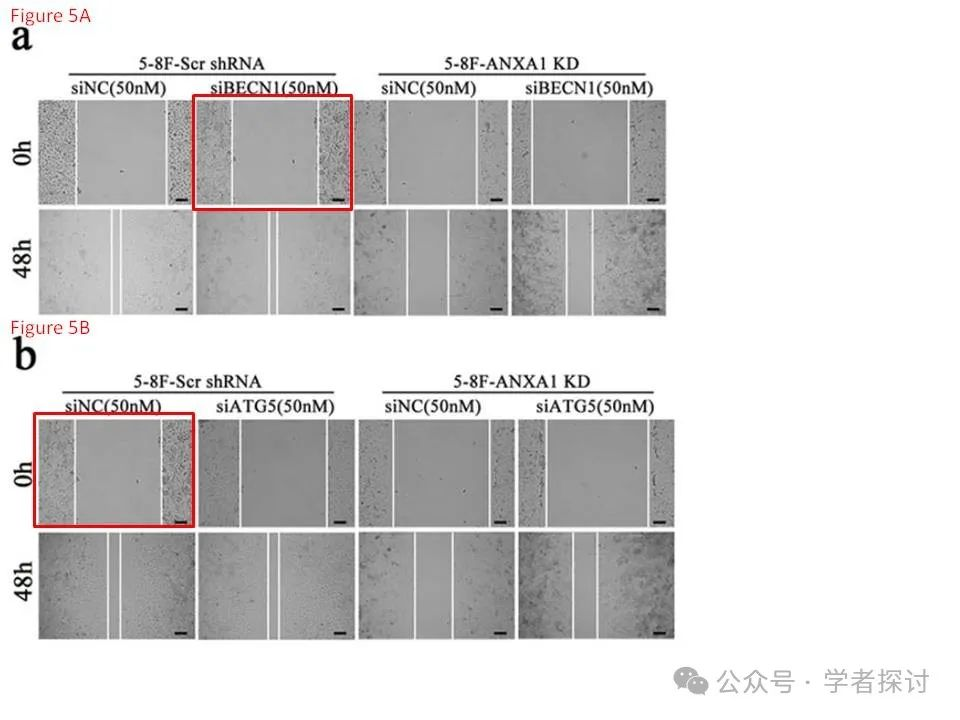 Figure 5A
a
5-8F-Scr shRNA 5-8F-ANXA1 KD
siNC(50nM) siBECN1(50nM) siNC(50nM) siBECN1(50nM)
0h
48h
Figure 5B
b
5-8F-Scr shRNA 5-8F-ANXA1 KD
siNC(50nM) siATG5(50nM) siNC(50nM) siATG5(50nM)
0h
48h
公众号 · 学者探讨